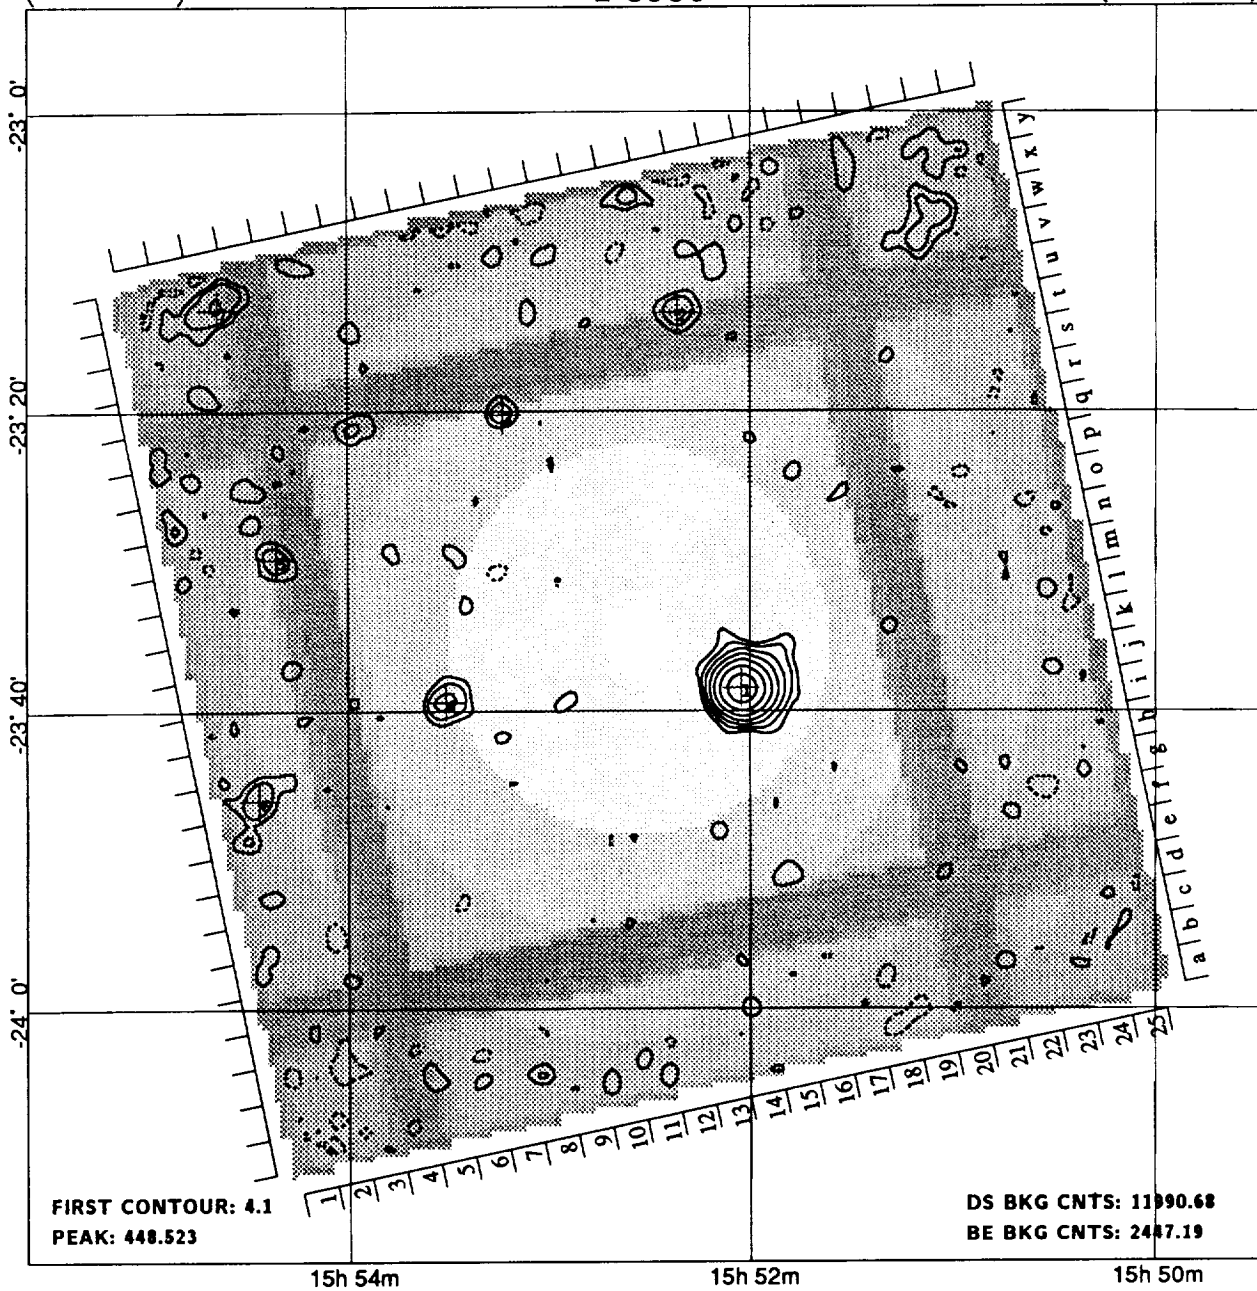 -23° 0'
-23° 20'
-23° 40'
-24° 0'
a b c d e f g h i j k l m n o p q r s t u v w x y
1 2 3 4 5 6 7 8 9 10 11 12 13 14 15 16 17 18 19 20 21 22 23 24 25
FIRST CONTOUR: 4.1
PEAK: 448.523
DS BKG CNTS: 11990.68
BE BKG CNTS: 2447.19
15h 54m
15h 52m
15h 50m